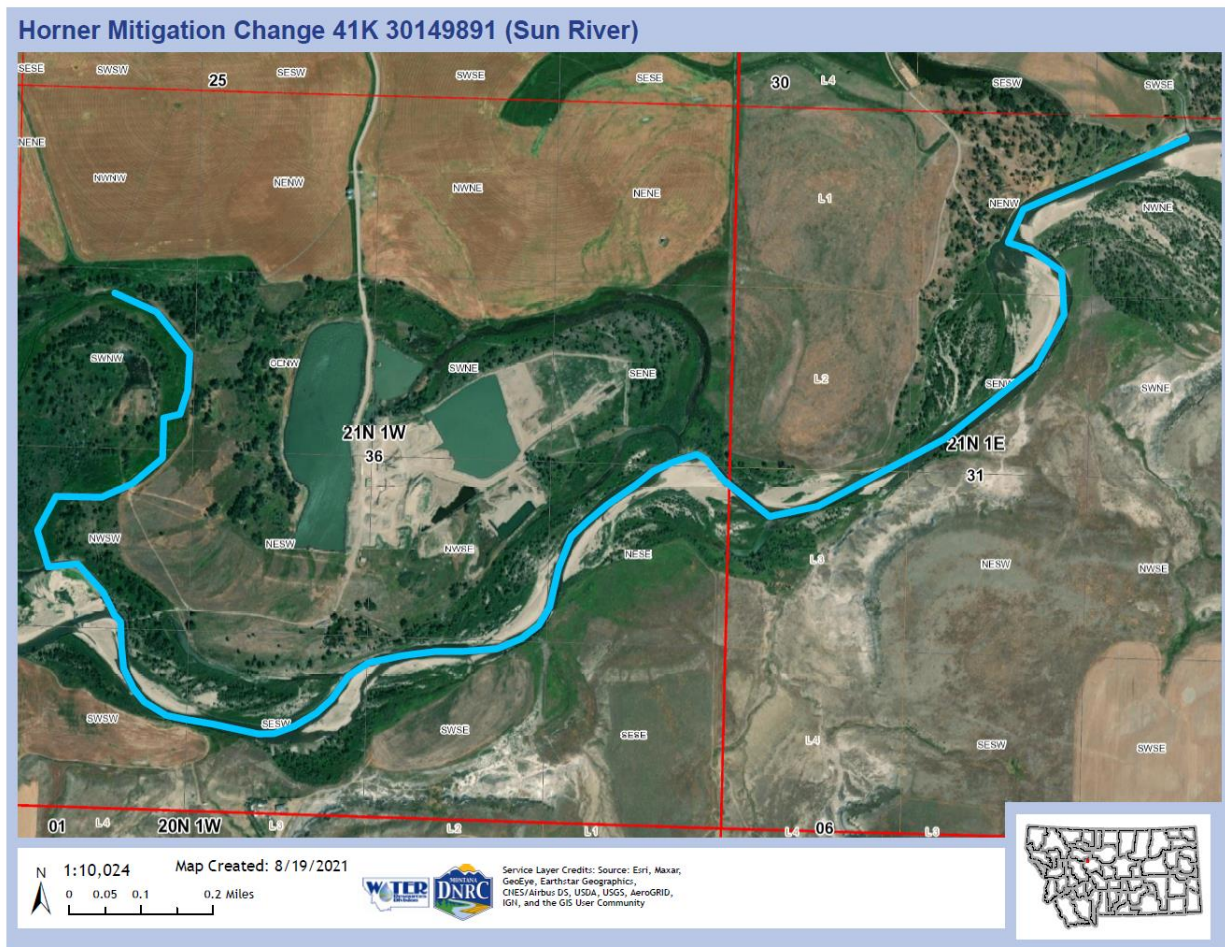 Horner Mitigation Change 41K 30149891 (Sun River)
SESE SWSW SESW SWSE SESE L4 SESW SWSE
25 30
NENE
NWNW NENW NWNE NENE L1 NENW NWNE
SWNW SWNE SENE L2 SENW SWNE
21N 1W
36
21N 1E
31
NWSW NESW NWSE NESE L3 NESW NWSE
SWSW SESW SWSE SESE L4 SESW SWSE
01 L4 20N 1W L3 L2 L1 L4 06 L3
N 1:10,024 Map Created: 8/19/2021
0 0.05 0.1 0.2 Miles
WATER
MONTANA
DNRC
Service Layer Credits: Source: Esri, Maxar,
GeoEye, Earthstar Geographics,
CNES/Airbus DS, USDA, USGS, AeroGRID,
IGN, and the GIS User Community